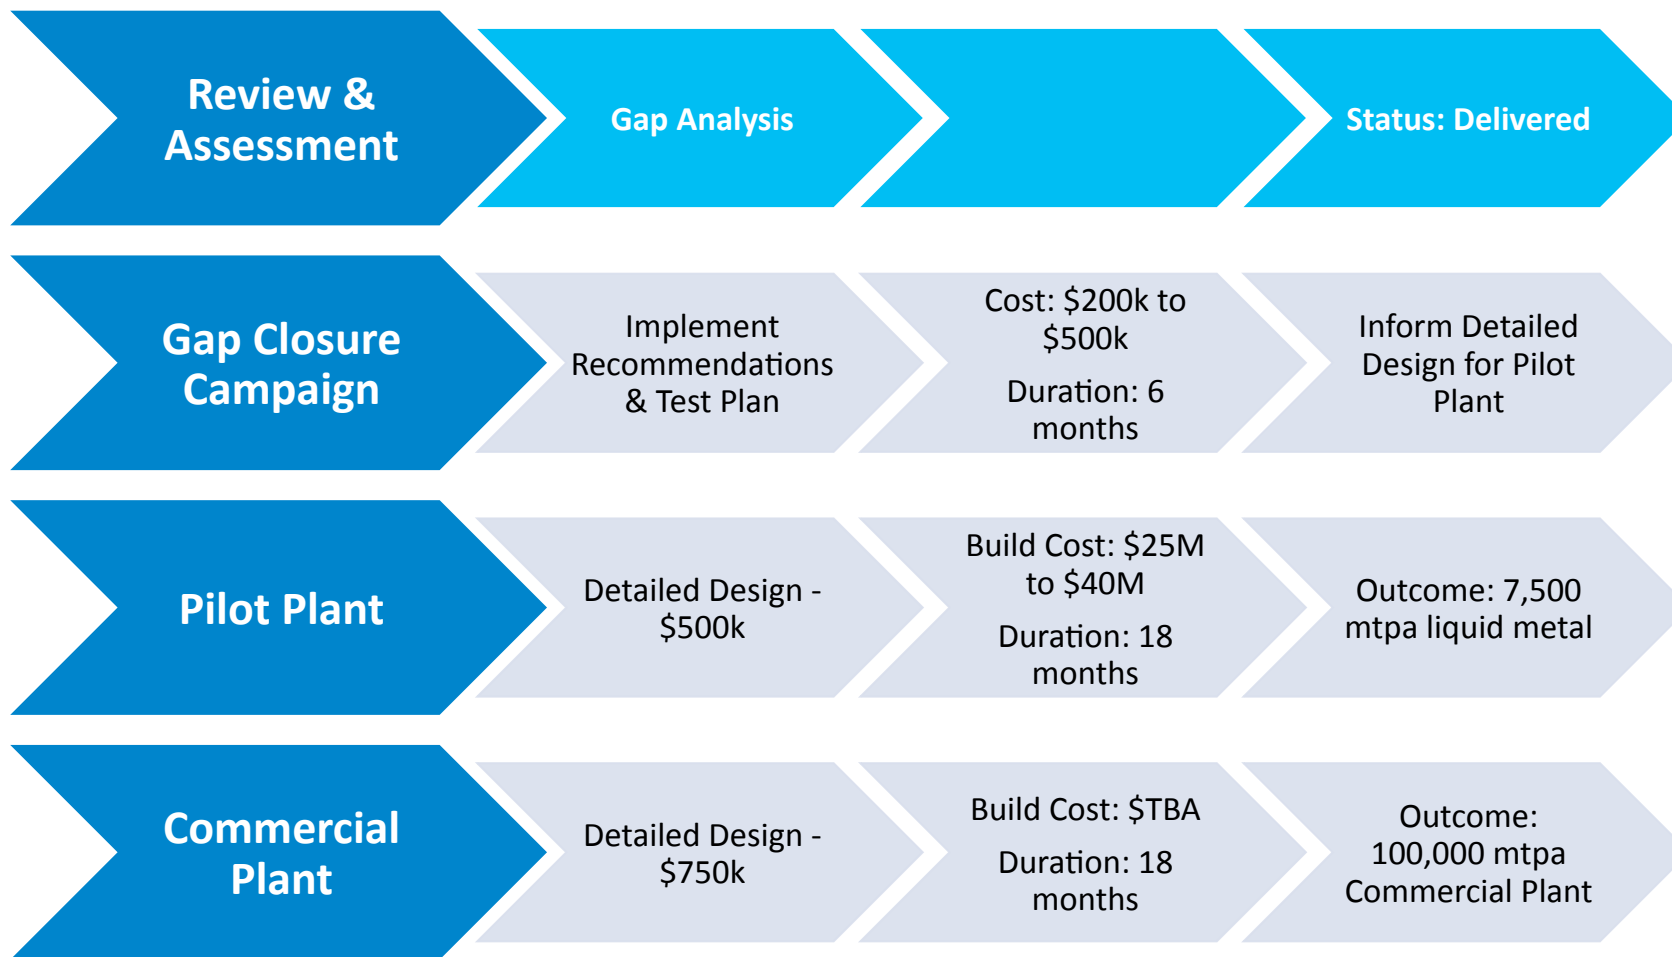 Review &
Assessment
Gap Analysis
Status: Delivered
Gap Closure
Campaign
Implement
Recommendations
& Test Plan
Cost: $200k to
$500k
Duration: 6
months
Inform Detailed
Design for Pilot
Plant
Pilot Plant
Detailed Design -
$500k
Build Cost: $25M
to $40M
Duration: 18
months
Outcome: 7,500
mtpa liquid metal
Commercial
Plant
Detailed Design -
$750k
Build Cost: $TBA
Duration: 18
months
Outcome:
100,000 mtpa
Commercial Plant